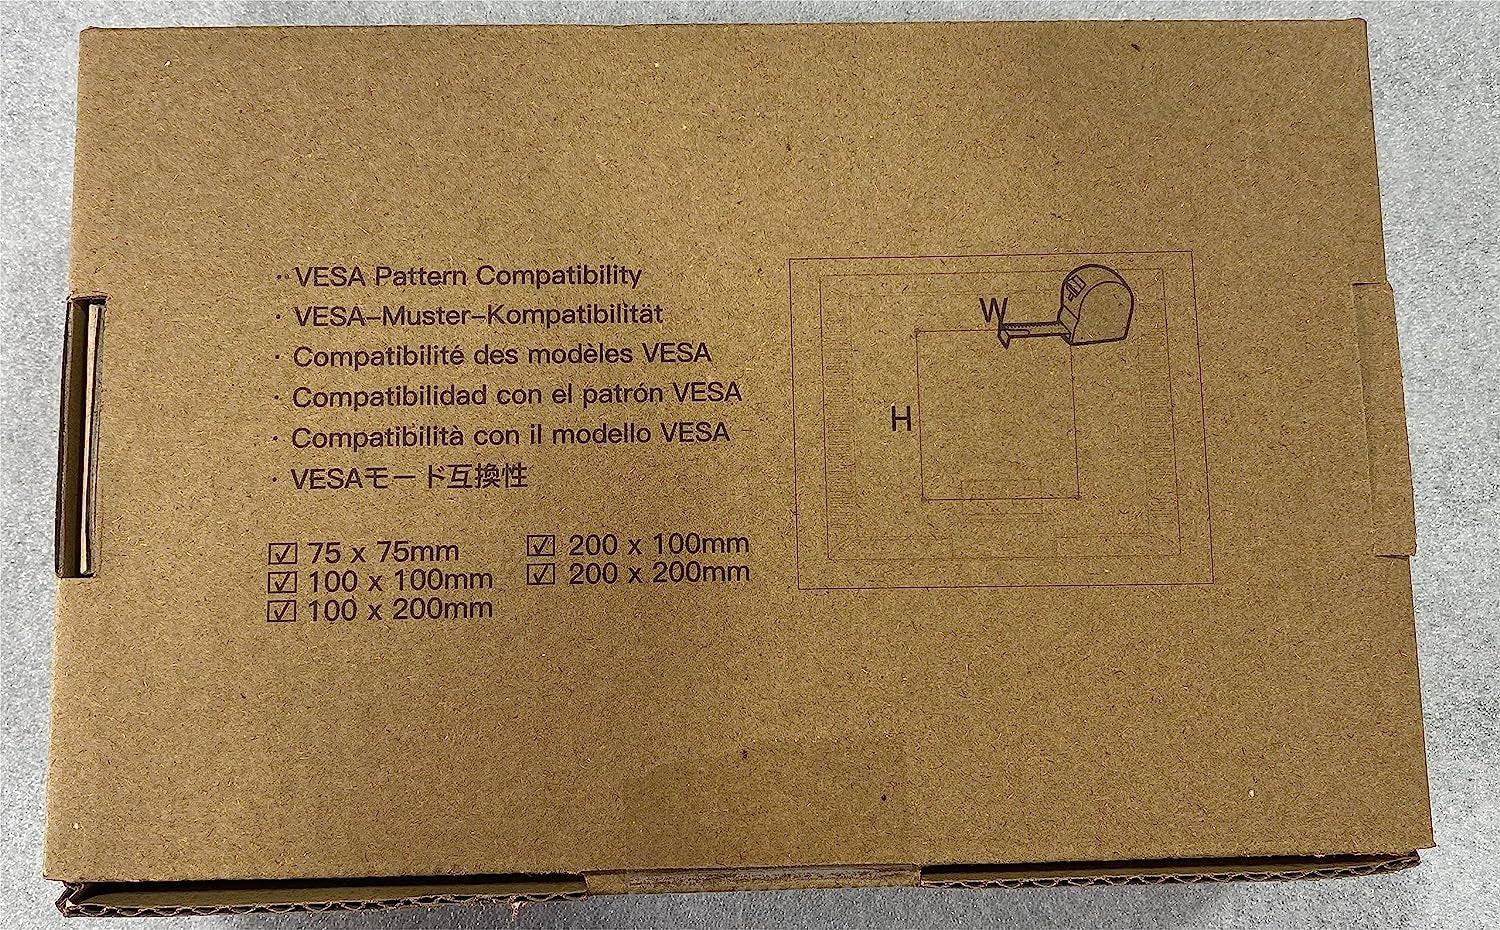 · VESA Pattern Compatibility
· VESA-Muster-Kompatibilität
· Compatibilité des modèles VESA
· Compatibilidad con el patrón VESA
· Compatibilità con il modello VESA
· VESAモード互換性
☑ 75 x 75mm
☑ 100 x 100mm
☑ 100 x 200mm
☑ 200 x 100mm
☑ 200 x 200mm
W
H